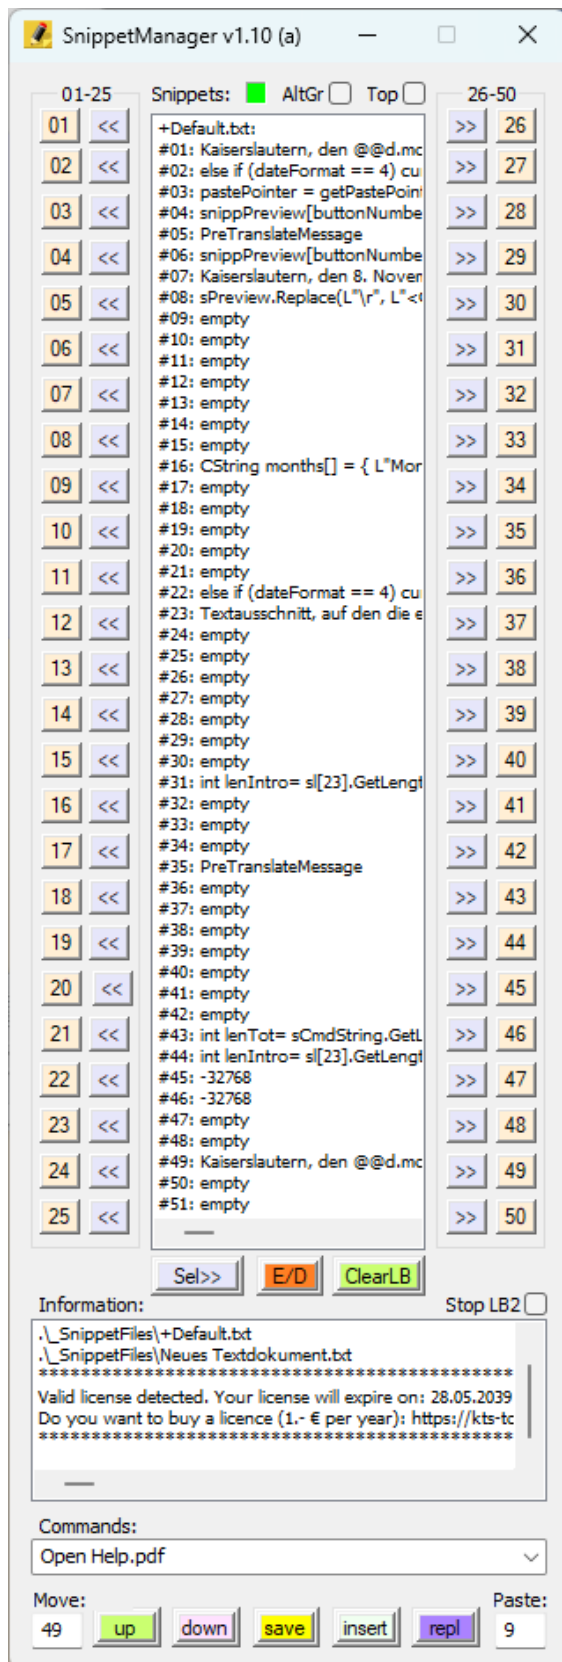 SnippetManager v1.10 (a)
01-25 Snippets: AltGr Top 26-50
01 << >> 26
02 << >> 27
03 << >> 28
04 << >> 29
05 << >> 30
06 << >> 31
07 << >> 32
08 << >> 33
09 << >> 34
10 << >> 35
11 << >> 36
12 << >> 37
13 << >> 38
14 << >> 39
15 << >> 40
16 << >> 41
17 << >> 42
18 << >> 43
19 << >> 44
20 << >> 45
21 << >> 46
22 << >> 47
23 << >> 48
24 << >> 49
25 << >> 50
+Default.txt:
#01: Kaiserslautern, den @@d.mc
#02: else if (dateFormat == 4) cu
#03: pastePointer = getPastePoin
#04: snippPreview[buttonNumbe
#05: PreTranslateMessage
#06: snippPreview[buttonNumbe
#07: Kaiserslautern, den 8. Noven
#08: sPreview.Replace(L"\r", L"<
#09: empty
#10: empty
#11: empty
#12: empty
#13: empty
#14: empty
#15: empty
#16: CString months[] = { L"Mor
#17: empty
#18: empty
#19: empty
#20: empty
#21: empty
#22: else if (dateFormat == 4) cu
#23: Textausschnitt, auf den die e
#24: empty
#25: empty
#26: empty
#27: empty
#28: empty
#29: empty
#30: empty
#31: int lenIntro= sl[23].GetLengt
#32: empty
#33: empty
#34: empty
#35: PreTranslateMessage
#36: empty
#37: empty
#38: empty
#39: empty
#40: empty
#41: empty
#42: empty
#43: int lenTot= sCmdString.GetL
#44: int lenIntro= sl[23].GetLengt
#45: -32768
#46: -32768
#47: empty
#48: empty
#49: Kaiserslautern, den @@d.mc
#50: empty
#51: empty
Sel>> E/D ClearLB
Information: Stop LB2
.\_SnippetFiles\+Default.txt
.\_SnippetFiles\Neues Textdokument.txt
**************************************************
Valid license detected. Your license will expire on: 28.05.2039
Do you want to buy a licence (1.- € per year): https://kts-tc
**************************************************
Commands:
Open Help.pdf
Move: Paste:
49 up down save insert repl 9